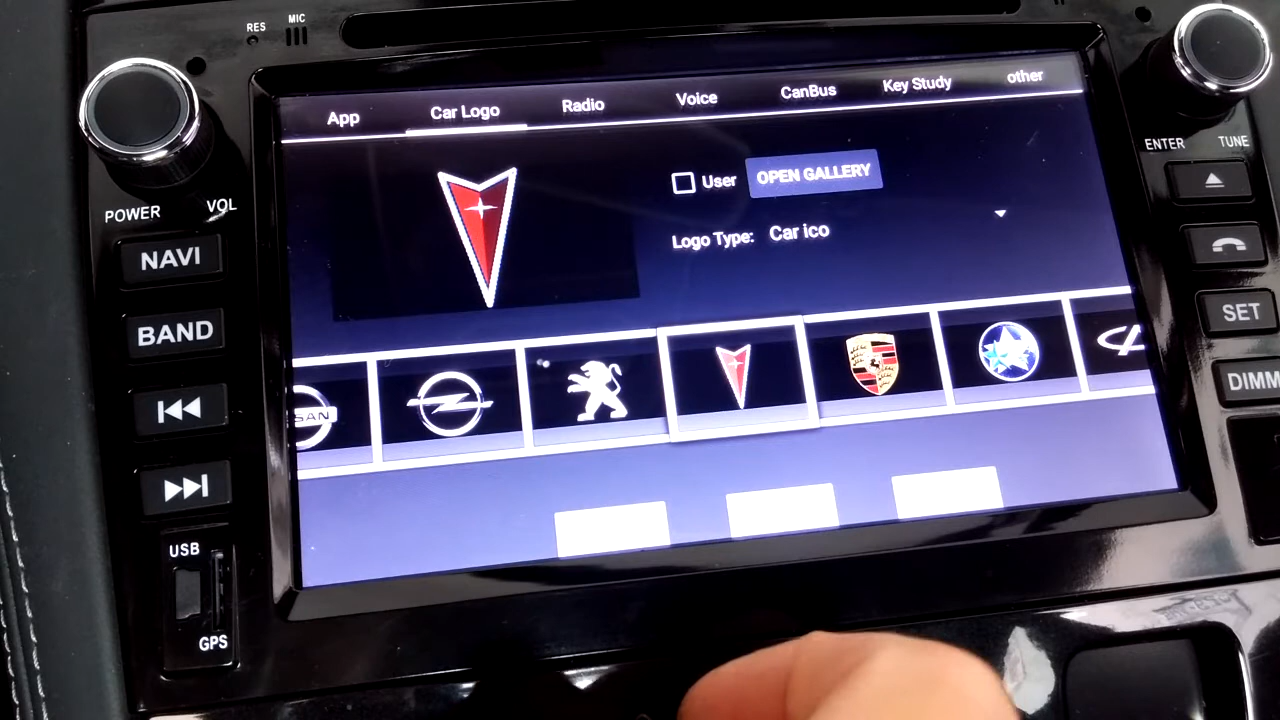 RES
MIC
App
Car Logo
Radio
Voice
CanBus
Key Study
other
User
OPEN GALLERY
Logo Type: Car ico
SAN
POWER
VOL
NAVI
BAND
USB
GPS
ENTER
TUNE
SET
DIMM